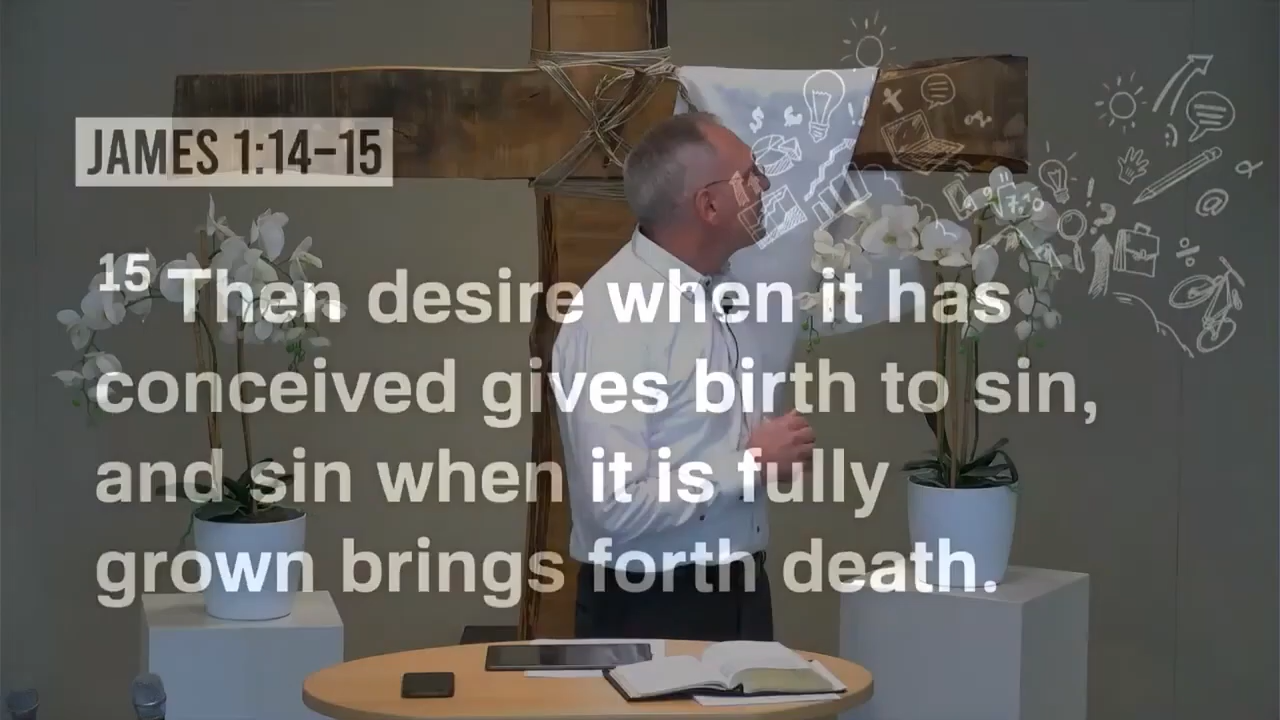 JAMES 1:14–15
15 Then desire when it has
conceived gives birth to sin,
and sin when it is fully
grown brings forth death.